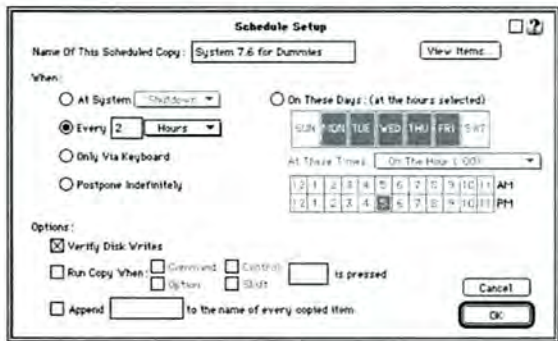 Schedule Setup
Name Of This Scheduled Copy: System 7.6 for Dummies View Items...
When:
At System Shutdown
Every 2 Hours
Only Via Keyboard
Postpone Indefinitely
On These Days: (at the hours selected)
SUN MON TUE WED THU FRI SAT
At These Times: On The Hour (:00)
12 1 2 3 4 5 6 7 8 9 10 11 AM
12 1 2 3 4 5 6 7 8 9 10 11 PM
Options:
Verify Disk Writes
Run Copy When: Command Control is pressed
Option Shift
Append to the name of every copied item
Cancel
OK